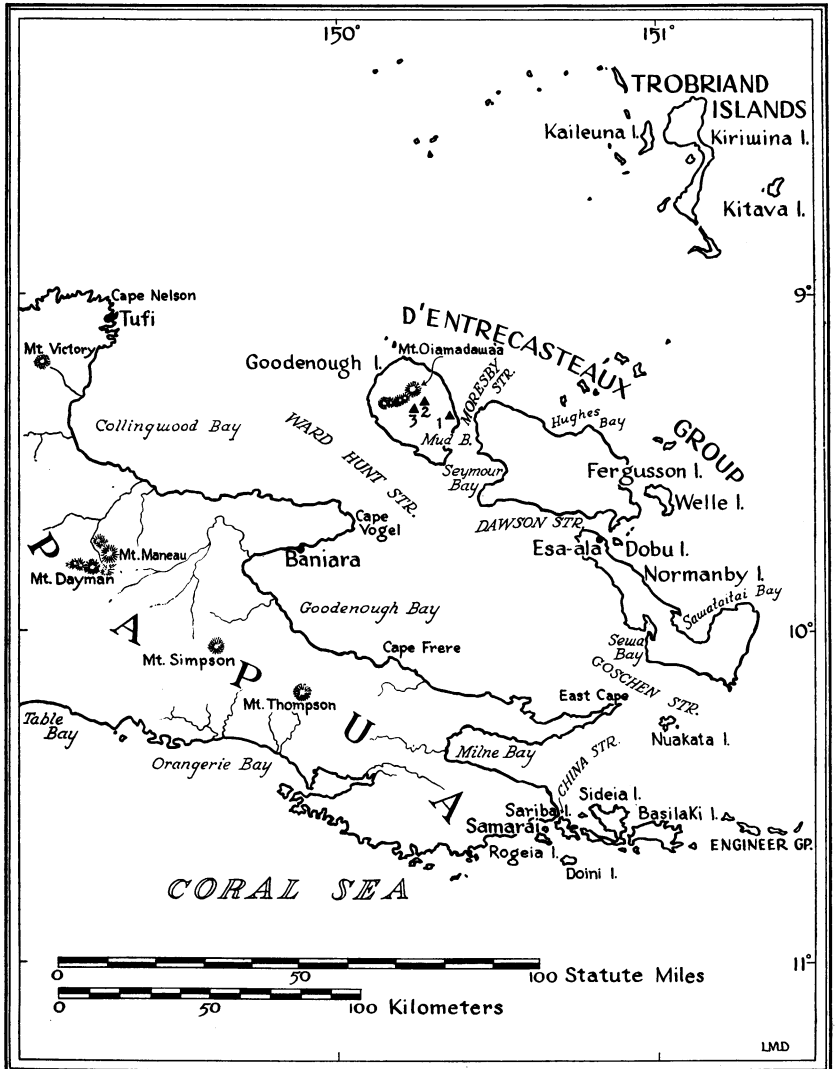 150°
151°
TROBRIAND
ISLANDS
Kaileuna I.
Kiriwina I.
Kitava I.
9°
Cape Nelson
Tufi
Mt. Victory
D'ENTRECASTEAUX
GROUP
Goodenough I.
Mt. Oiamadawaa
MORESBY
STR.
1
2
3
Mud B.
Hughes
Bay
Collingwood Bay
WARD HUNT STR.
Seymour
Bay
Fergusson I.
Welle I.
Cape
Vogel
DAWSON STR.
PAPUA
Mt. Maneau
Mt. Dayman
Baniara
Esa-ala
Dobu I.
Normanby I.
Sawataitai Bay
Goodenough Bay
10°
Sewa
Bay
Cape Frere
Mt. Simpson
GOSCHEN STR.
East Cape
Mt. Thompson
Table
Bay
Nuakata I.
Milne Bay
Orangerie Bay
CHINA STR.
Sideia I.
Sariba I.
Basilaki I.
Samarai
ENGINEER GP.
Rogeia I.
Doini I.
CORAL SEA
11°
0 50 100 Statute Miles
0 50 100 Kilometers
I.M.D